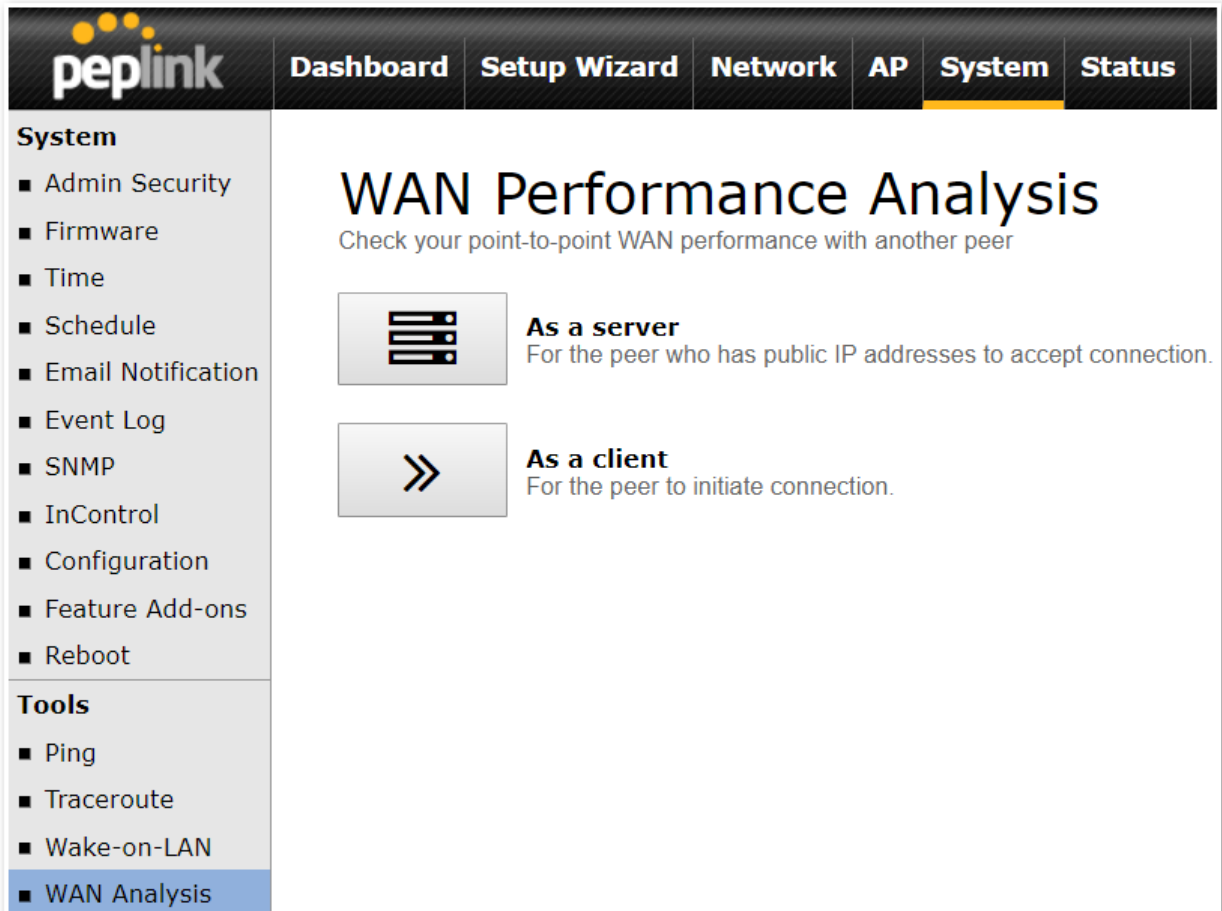 peplink
Dashboard Setup Wizard Network AP System Status
System
Admin Security
Firmware
Time
Schedule
Email Notification
Event Log
SNMP
InControl
Configuration
Feature Add-ons
Reboot
Tools
Ping
Traceroute
Wake-on-LAN
WAN Analysis
WAN Performance Analysis
Check your point-to-point WAN performance with another peer
As a server
For the peer who has public IP addresses to accept connection.
As a client
For the peer to initiate connection.